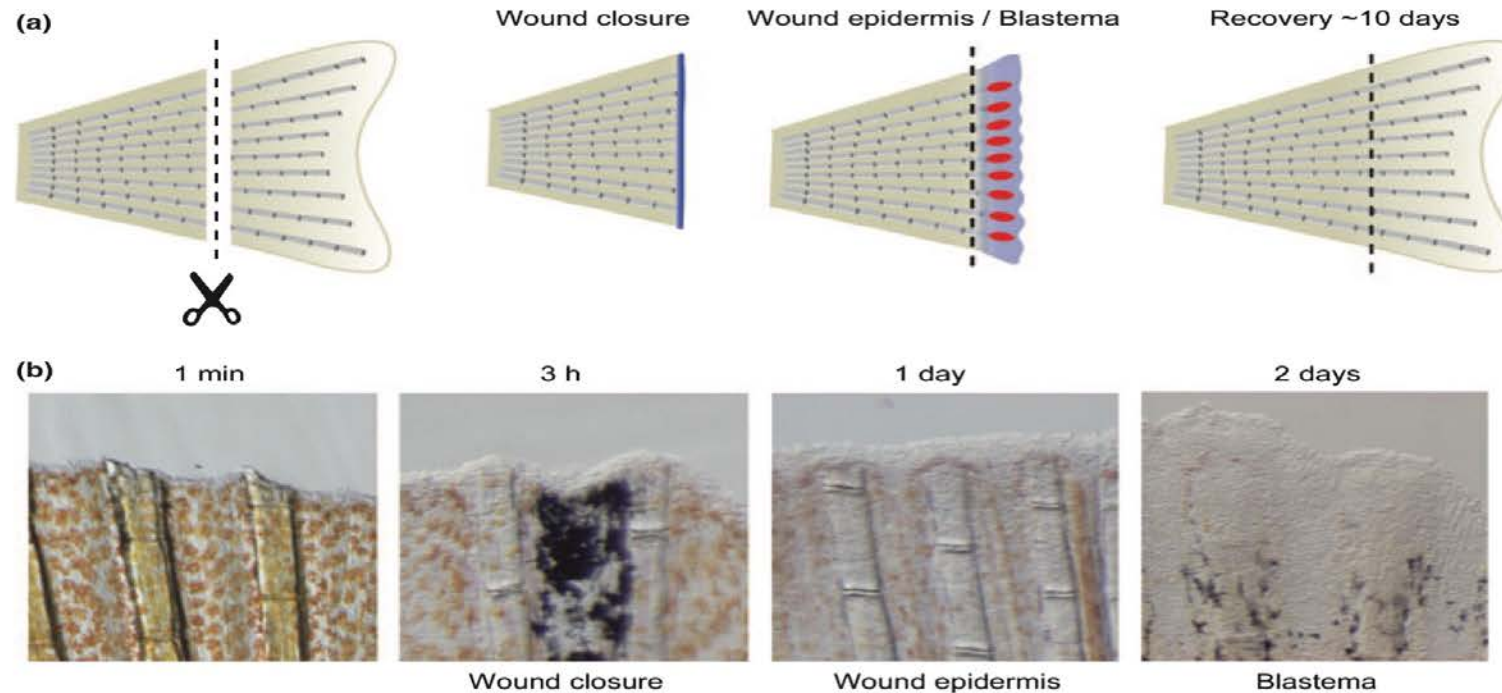 (a)
Wound closure
Wound epidermis / Blastema
Recovery ~10 days
(b)
1 min
3 h
1 day
2 days
Wound closure
Wound epidermis
Blastema